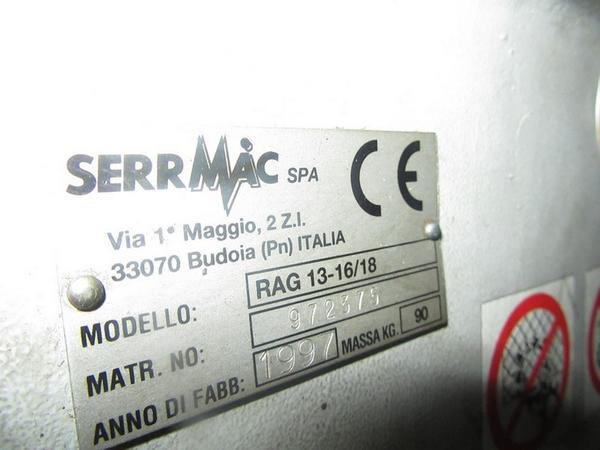 SERRMAC SPA
CE
Via 1° Maggio, 2 Z.I.
33070 Budoia (Pn) ITALIA
MODELLO: RAG 13-16/18
MATR. NO: 972375
ANNO DI FABB: 1997 MASSA KG. 90